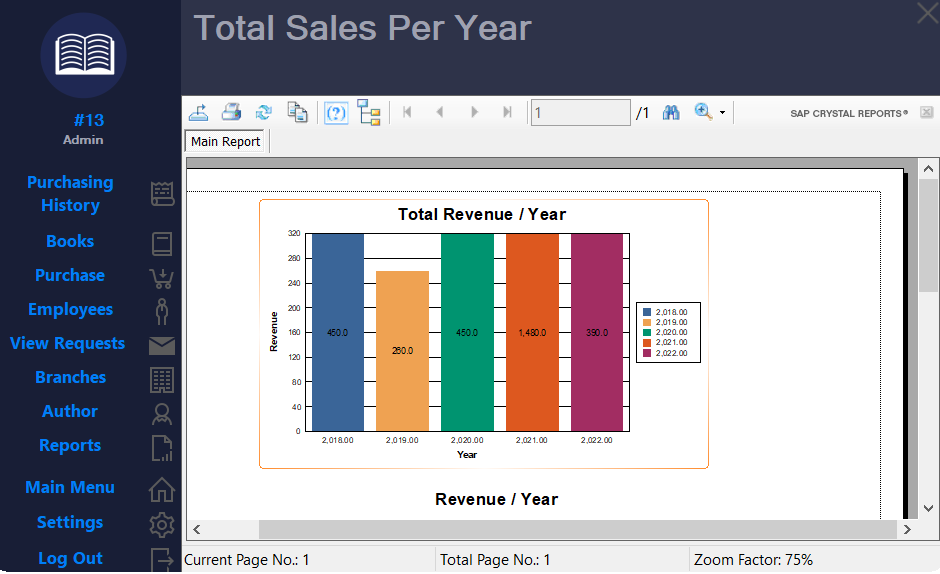 Total Sales Per Year
#13
Admin
Purchasing
History
Books
Purchase
Employees
View Requests
Branches
Author
Reports
Main Menu
Settings
Log Out
(?)
1
/1
SAP CRYSTAL REPORTS®
Main Report
Total Revenue / Year
Revenue
320
280
240
200
160
120
80
40
0
450.0
260.0
450.0
1,480.0
390.0
2,018.00
2,019.00
2,020.00
2,021.00
2,022.00
Year
2,018.00
2,019.00
2,020.00
2,021.00
2,022.00
Revenue / Year
Current Page No.: 1
Total Page No.: 1
Zoom Factor: 75%